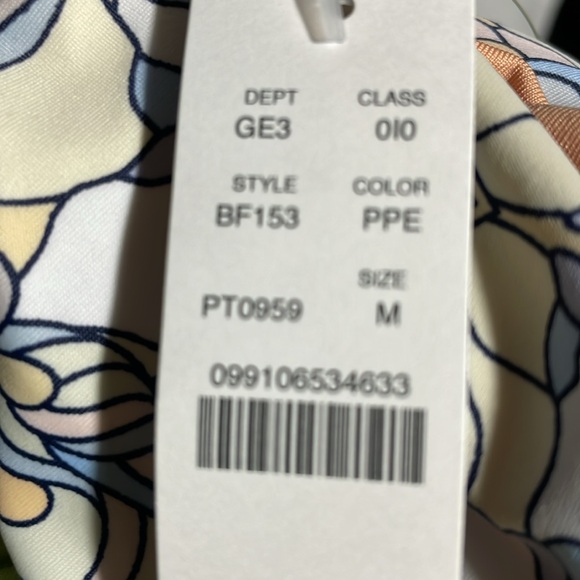 DEPT CLASS
GE3 010
STYLE COLOR
BF153 PPE
SIZE
PT0959 M
099106534633